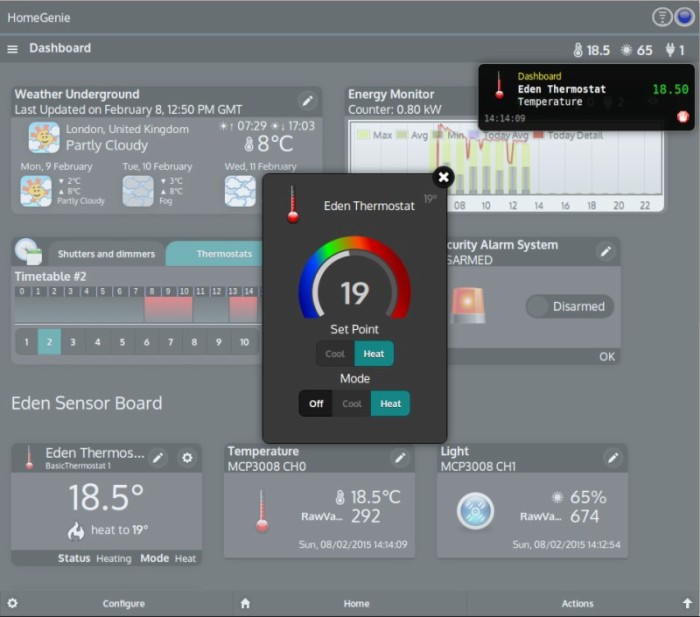 HomeGenie
Dashboard
18.5 65 1
Dashboard
Eden Thermostat 18.50
Temperature
14:14:09
Weather Underground
Last Updated on February 8, 12:50 PM GMT
London, United Kingdom
Partly Cloudy
07:29 17:03
8°C
Mon, 9 February
▾ 2°C
▴ 8°C
Partly Cloudy
Tue, 10 February
▾ 3°C
▴ 8°C
Fog
Wed, 11 February
Energy Monitor
Counter: 0.80 kW
Max Avg Min Today Avg Today Detail
08 10 12 14 16 18 20 22
Eden Thermostat 19°
19
Set Point
Cool Heat
Mode
Off Cool Heat
Shutters and dimmers Thermostats
Timetable #2
0 1 2 3 4 5 6 7 8 9 10 11 12 13 14
1 2 3 4 5 6 7 8 9 10
curity Alarm System
SARMED
Disarmed
OK
Eden Sensor Board
Eden Thermos...
BasicThermostat 1
18.5°
heat to 19°
Status Heating Mode Heat
Temperature
MCP3008 CH0
18.5°C
RawVa... 292
Sun, 08/02/2015 14:14:09
Light
MCP3008 CH1
65%
RawVa... 674
Sun, 08/02/2015 14:12:54
Configure Home Actions